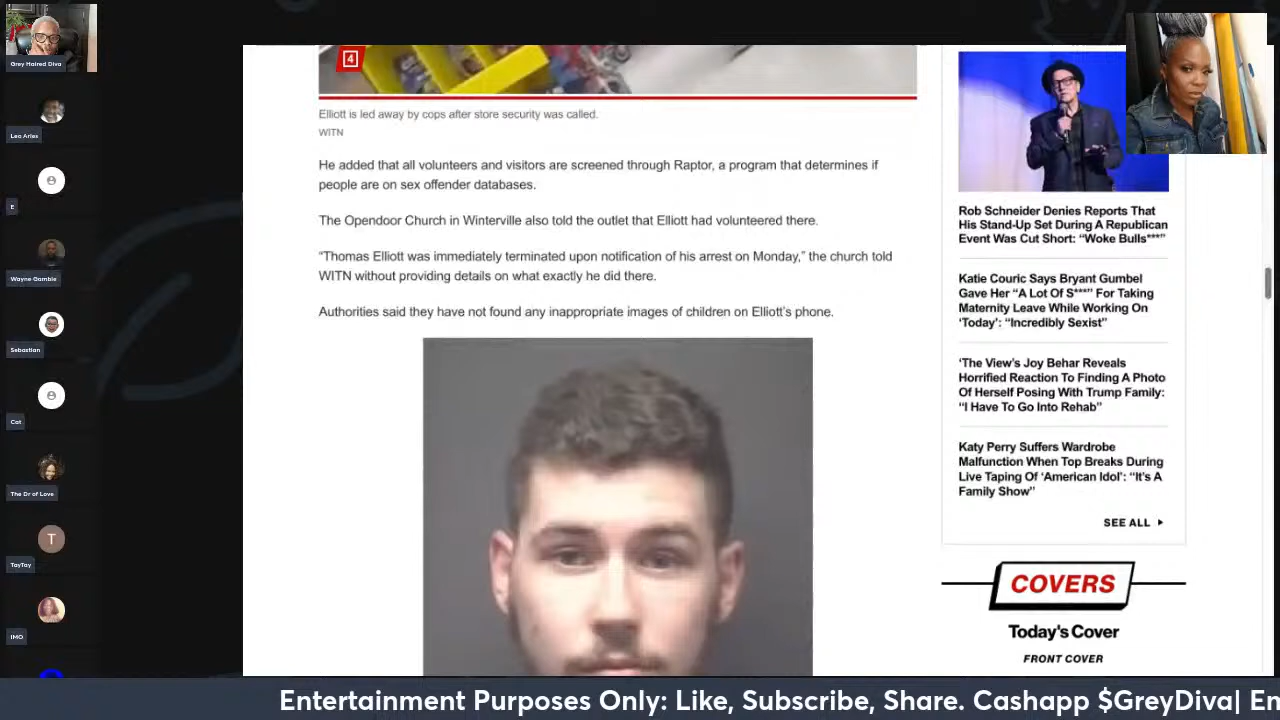 Grey Haired Diva
Lea Aries
E
Wayne Gamble
Sebastian
Cat
The Dr of Love
T
TayTay
IMO
4
Elliott is led away by cops after store security was called.
WITN
He added that all volunteers and visitors are screened through Raptor, a program that determines if
people are on sex offender databases.
The Opendoor Church in Winterville also told the outlet that Elliott had volunteered there.
“Thomas Elliott was immediately terminated upon notification of his arrest on Monday,” the church told
WITN without providing details on what exactly he did there.
Authorities said they have not found any inappropriate images of children on Elliott’s phone.
Rob Schneider Denies Reports That
His Stand-Up Set During A Republican
Event Was Cut Short: “Woke Bulls***”
Katie Couric Says Bryant Gumbel
Gave Her “A Lot Of S***” For Taking
Maternity Leave While Working On
‘Today’: “Incredibly Sexist”
‘The View’s Joy Behar Reveals
Horrified Reaction To Finding A Photo
Of Herself Posing With Trump Family:
“I Have To Go Into Rehab”
Katy Perry Suffers Wardrobe
Malfunction When Top Breaks During
Live Taping Of ‘American Idol’: “It’s A
Family Show”
SEE ALL
COVERS
Today's Cover
FRONT COVER
Entertainment Purposes Only: Like, Subscribe, Share. Cashapp $GreyDiva| En